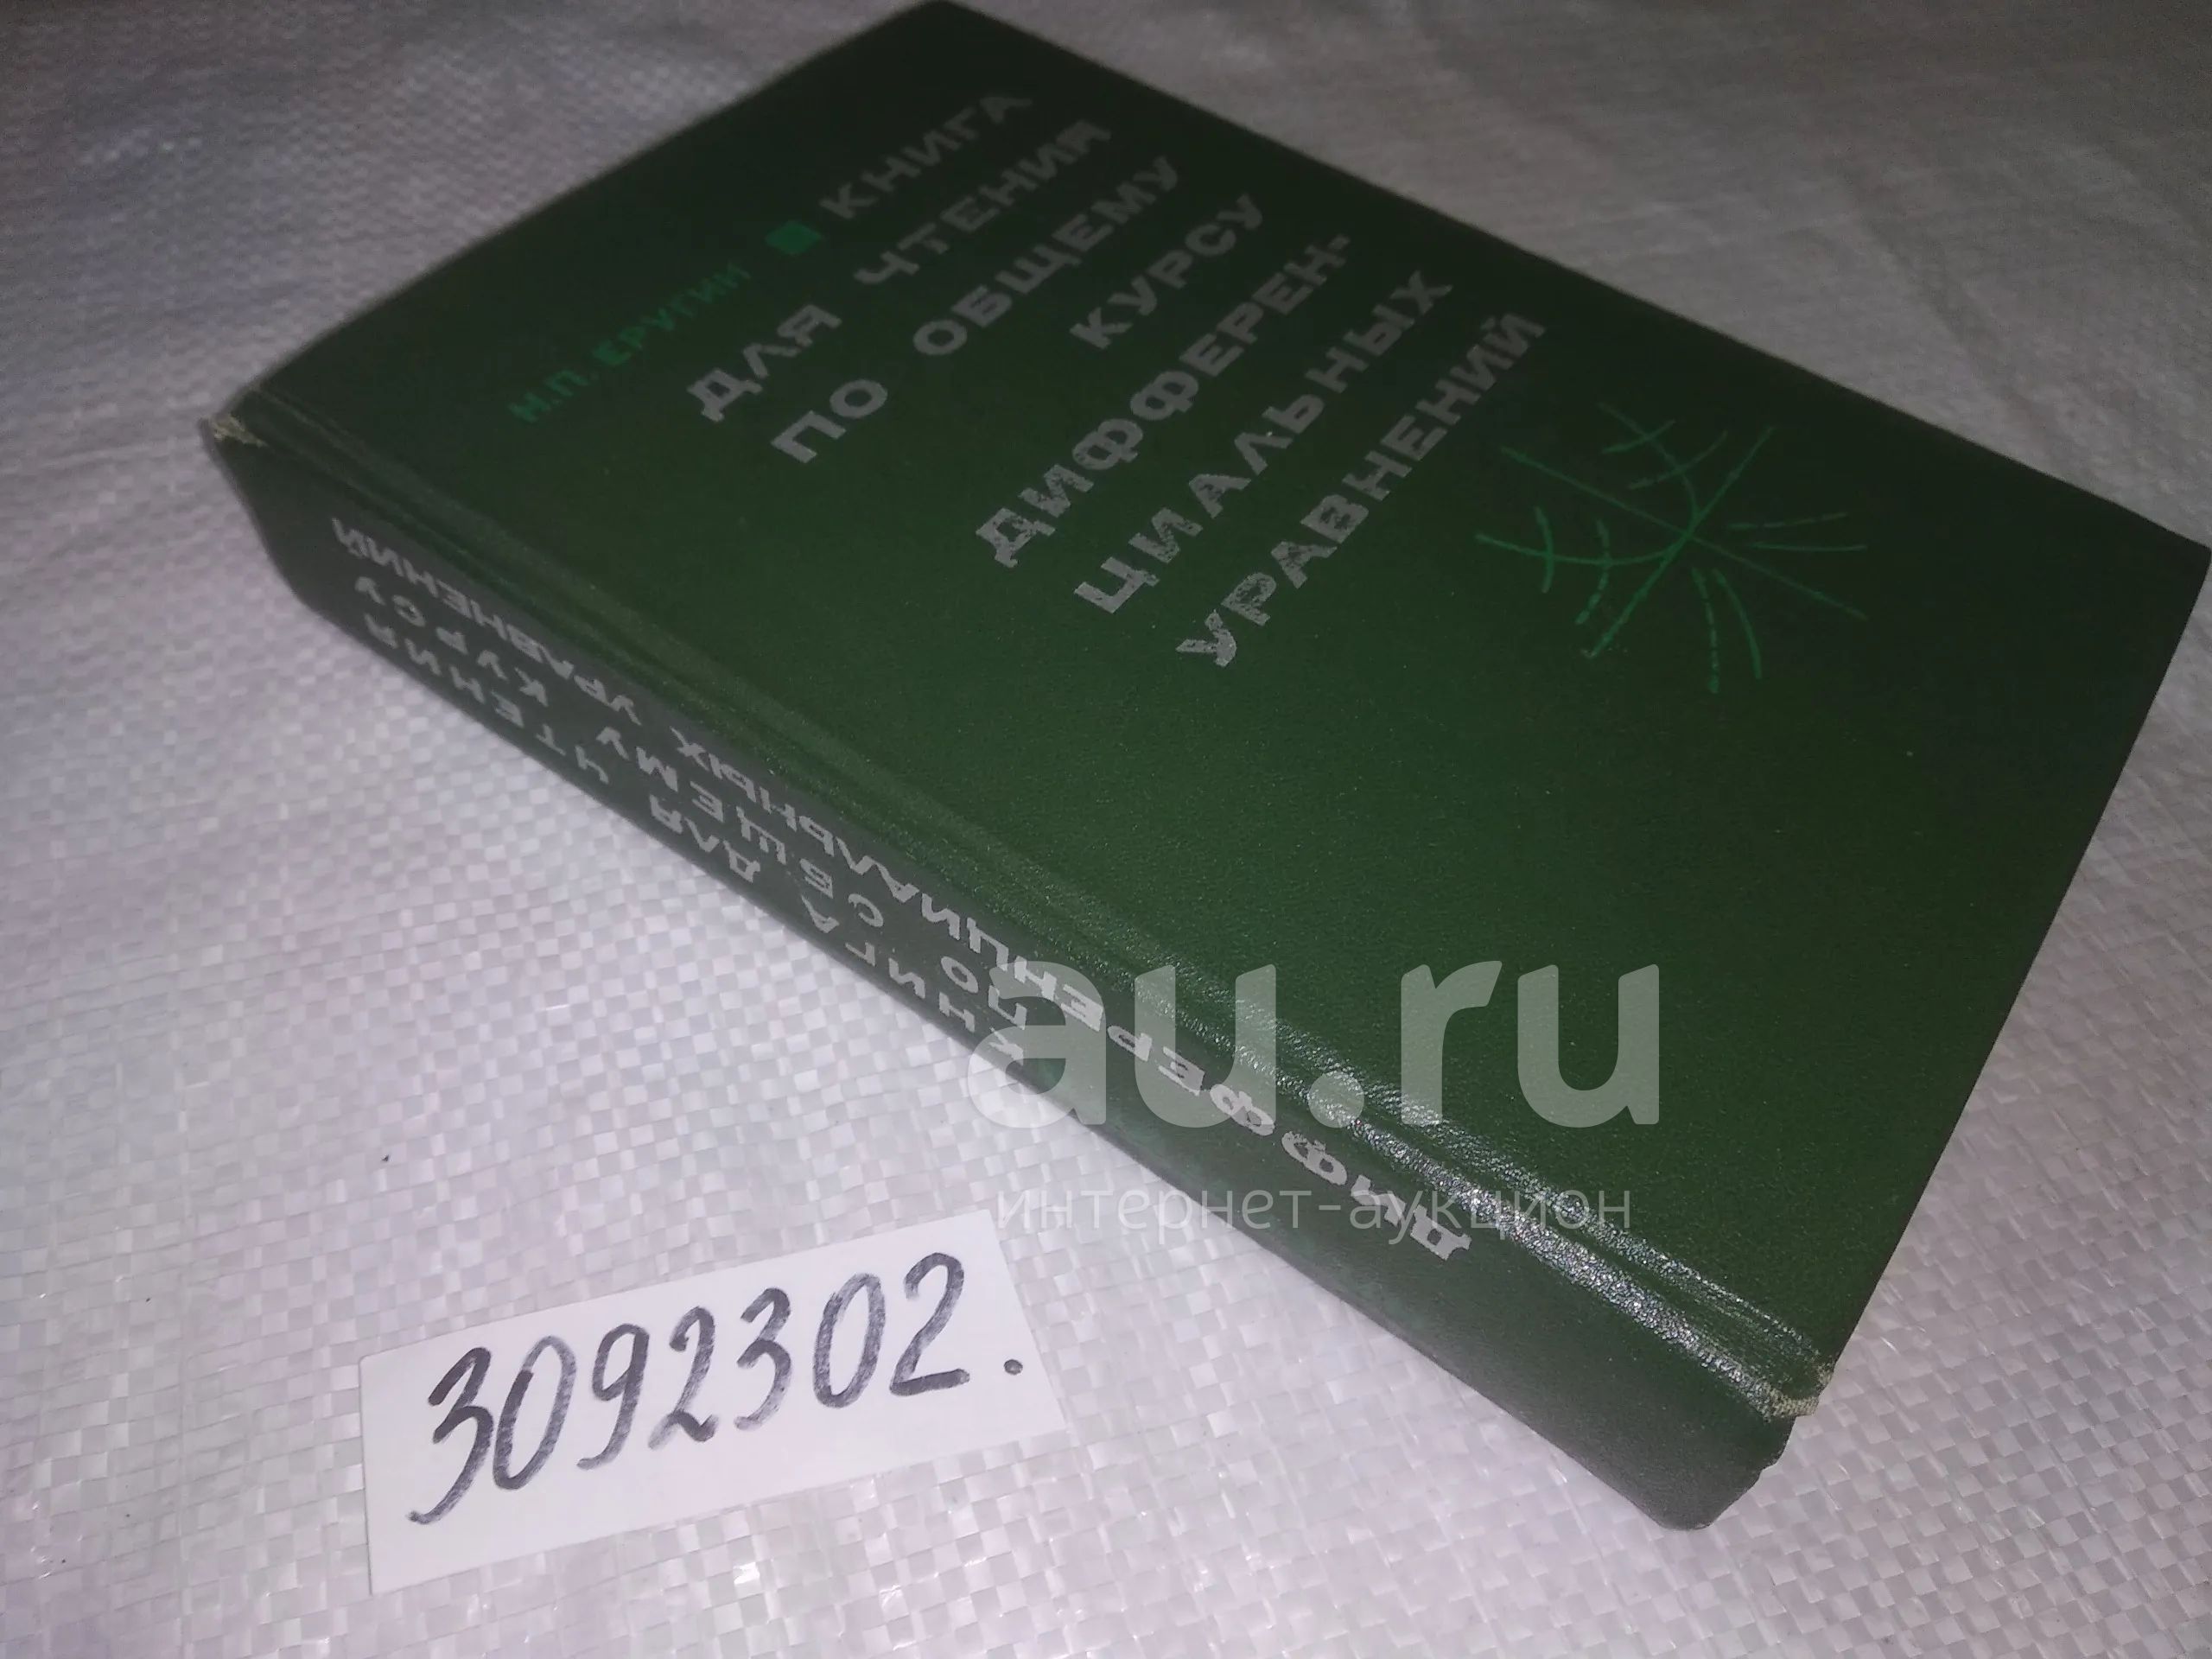 Н.П. ЕРУГИН
КНИГА
ДЛЯ ЧТЕНИЯ
ПО ОБЩЕМУ
КУРСУ
ДИФФЕРЕН-
ЦИАЛЬНЫХ
УРАВНЕНИЙ
КНИГА ДЛЯ ЧТЕНИЯ
ПО ОБЩЕМУ КУРСУ
ДИФФЕРЕНЦИАЛЬНЫХ УРАВНЕНИЙ
au.ru
интернет-аукцион
3092302.